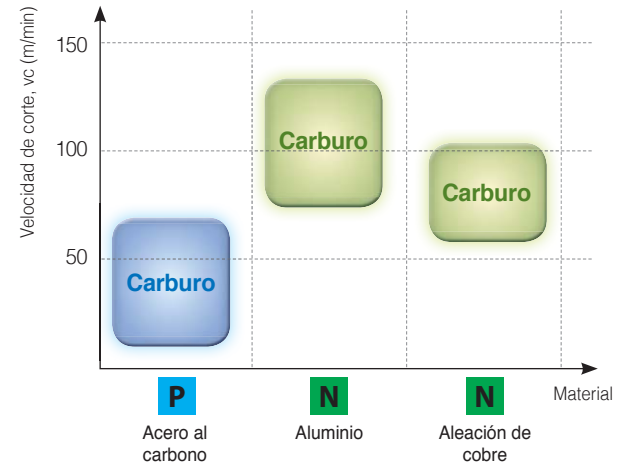 Velocidad de corte, vc (m/min)
150
100
50
Carburo
Carburo
Carburo
P
N
N
Material
Acero al
carbono
Aluminio
Aleación de
cobre